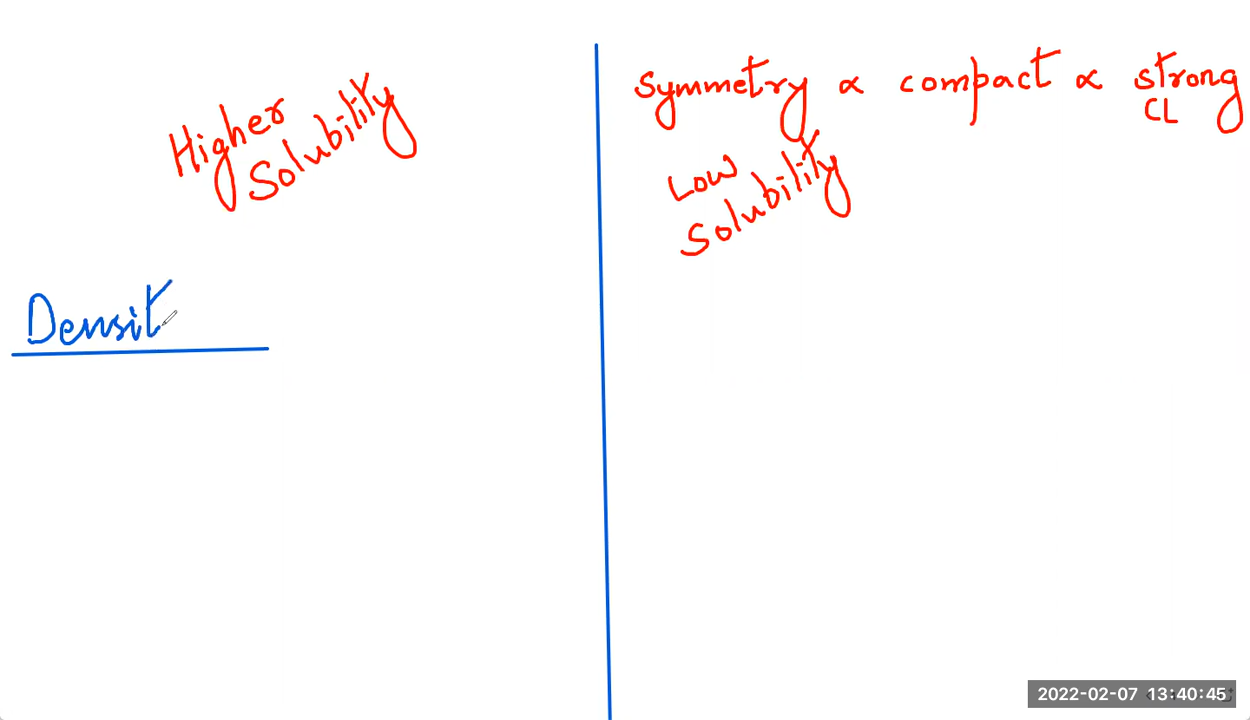 Higher
Solubility
Symmetry ∝ compact ∝ strong
CL
Low
Solubility
Densit
2022-02-07 13:40:45